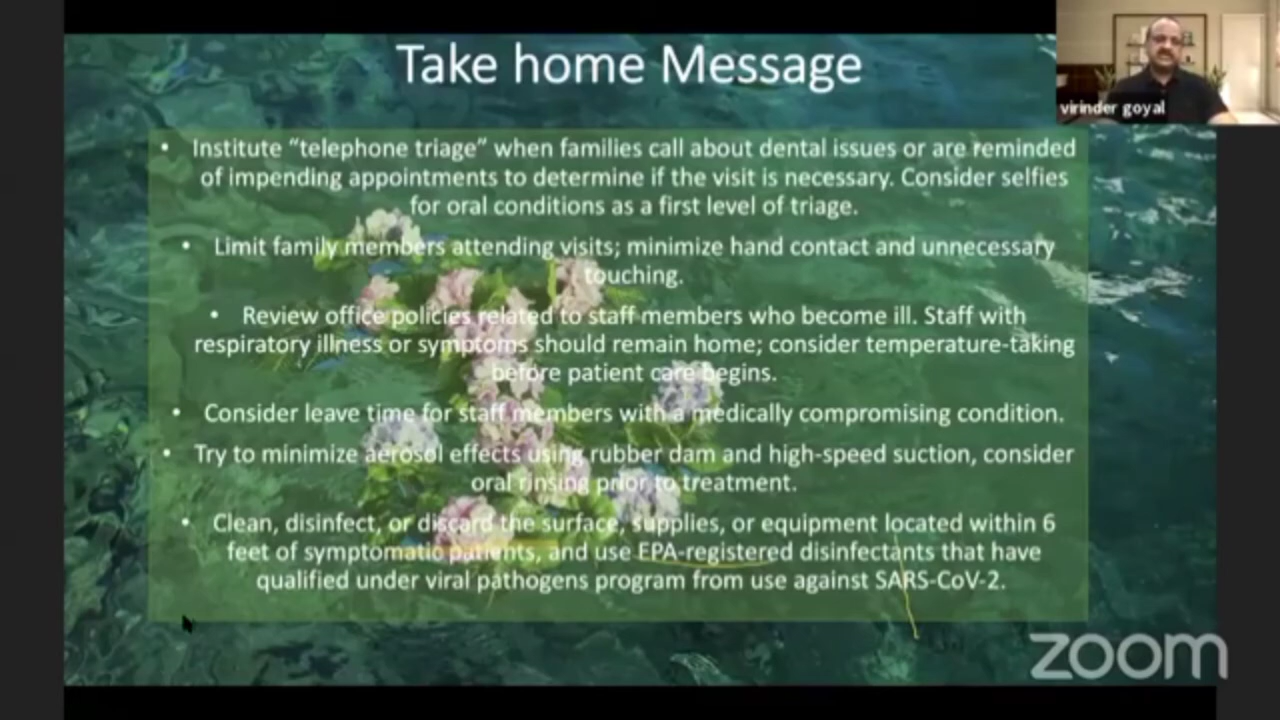 Take home Message
virinder goyal
• Institute “telephone triage” when families call about dental issues or are reminded
of impending appointments to determine if the visit is necessary. Consider selfies
for oral conditions as a first level of triage.
• Limit family members attending visits; minimize hand contact and unnecessary
touching.
• Review office policies related to staff members who become ill. Staff with
respiratory illness or symptoms should remain home; consider temperature-taking
before patient care begins.
• Consider leave time for staff members with a medically compromising condition.
• Try to minimize aerosol effects using rubber dam and high-speed suction, consider
oral rinsing prior to treatment.
• Clean, disinfect, or discard the surface, supplies, or equipment located within 6
feet of symptomatic patients, and use EPA-registered disinfectants that have
qualified under viral pathogens program from use against SARS-CoV-2.
zoom